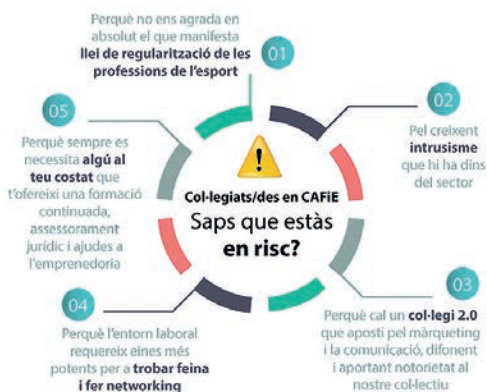 Perquè no ens agrada en
absolut el que manifesta
llei de regularització de les
professions de l'esport
01
02
Pel creixent
intrusisme
que hi ha dins
del sector
03
Perquè cal un col·legi 2.0
que aposti pel màrqueting
i la comunicació, difonent
i aportant notorietat al
nostre col·lectiu
04
Perquè l'entorn laboral
requereix eines més
potents per a trobar feina
i fer networking
05
Perquè sempre es
necessita algú al
teu costat que
t'ofereixi una formació
continuada,
assessorament
jurídic i ajudes a
l'emprenedoria
!
Col·legiats/des en CAFiE
Saps que estàs
en risc?